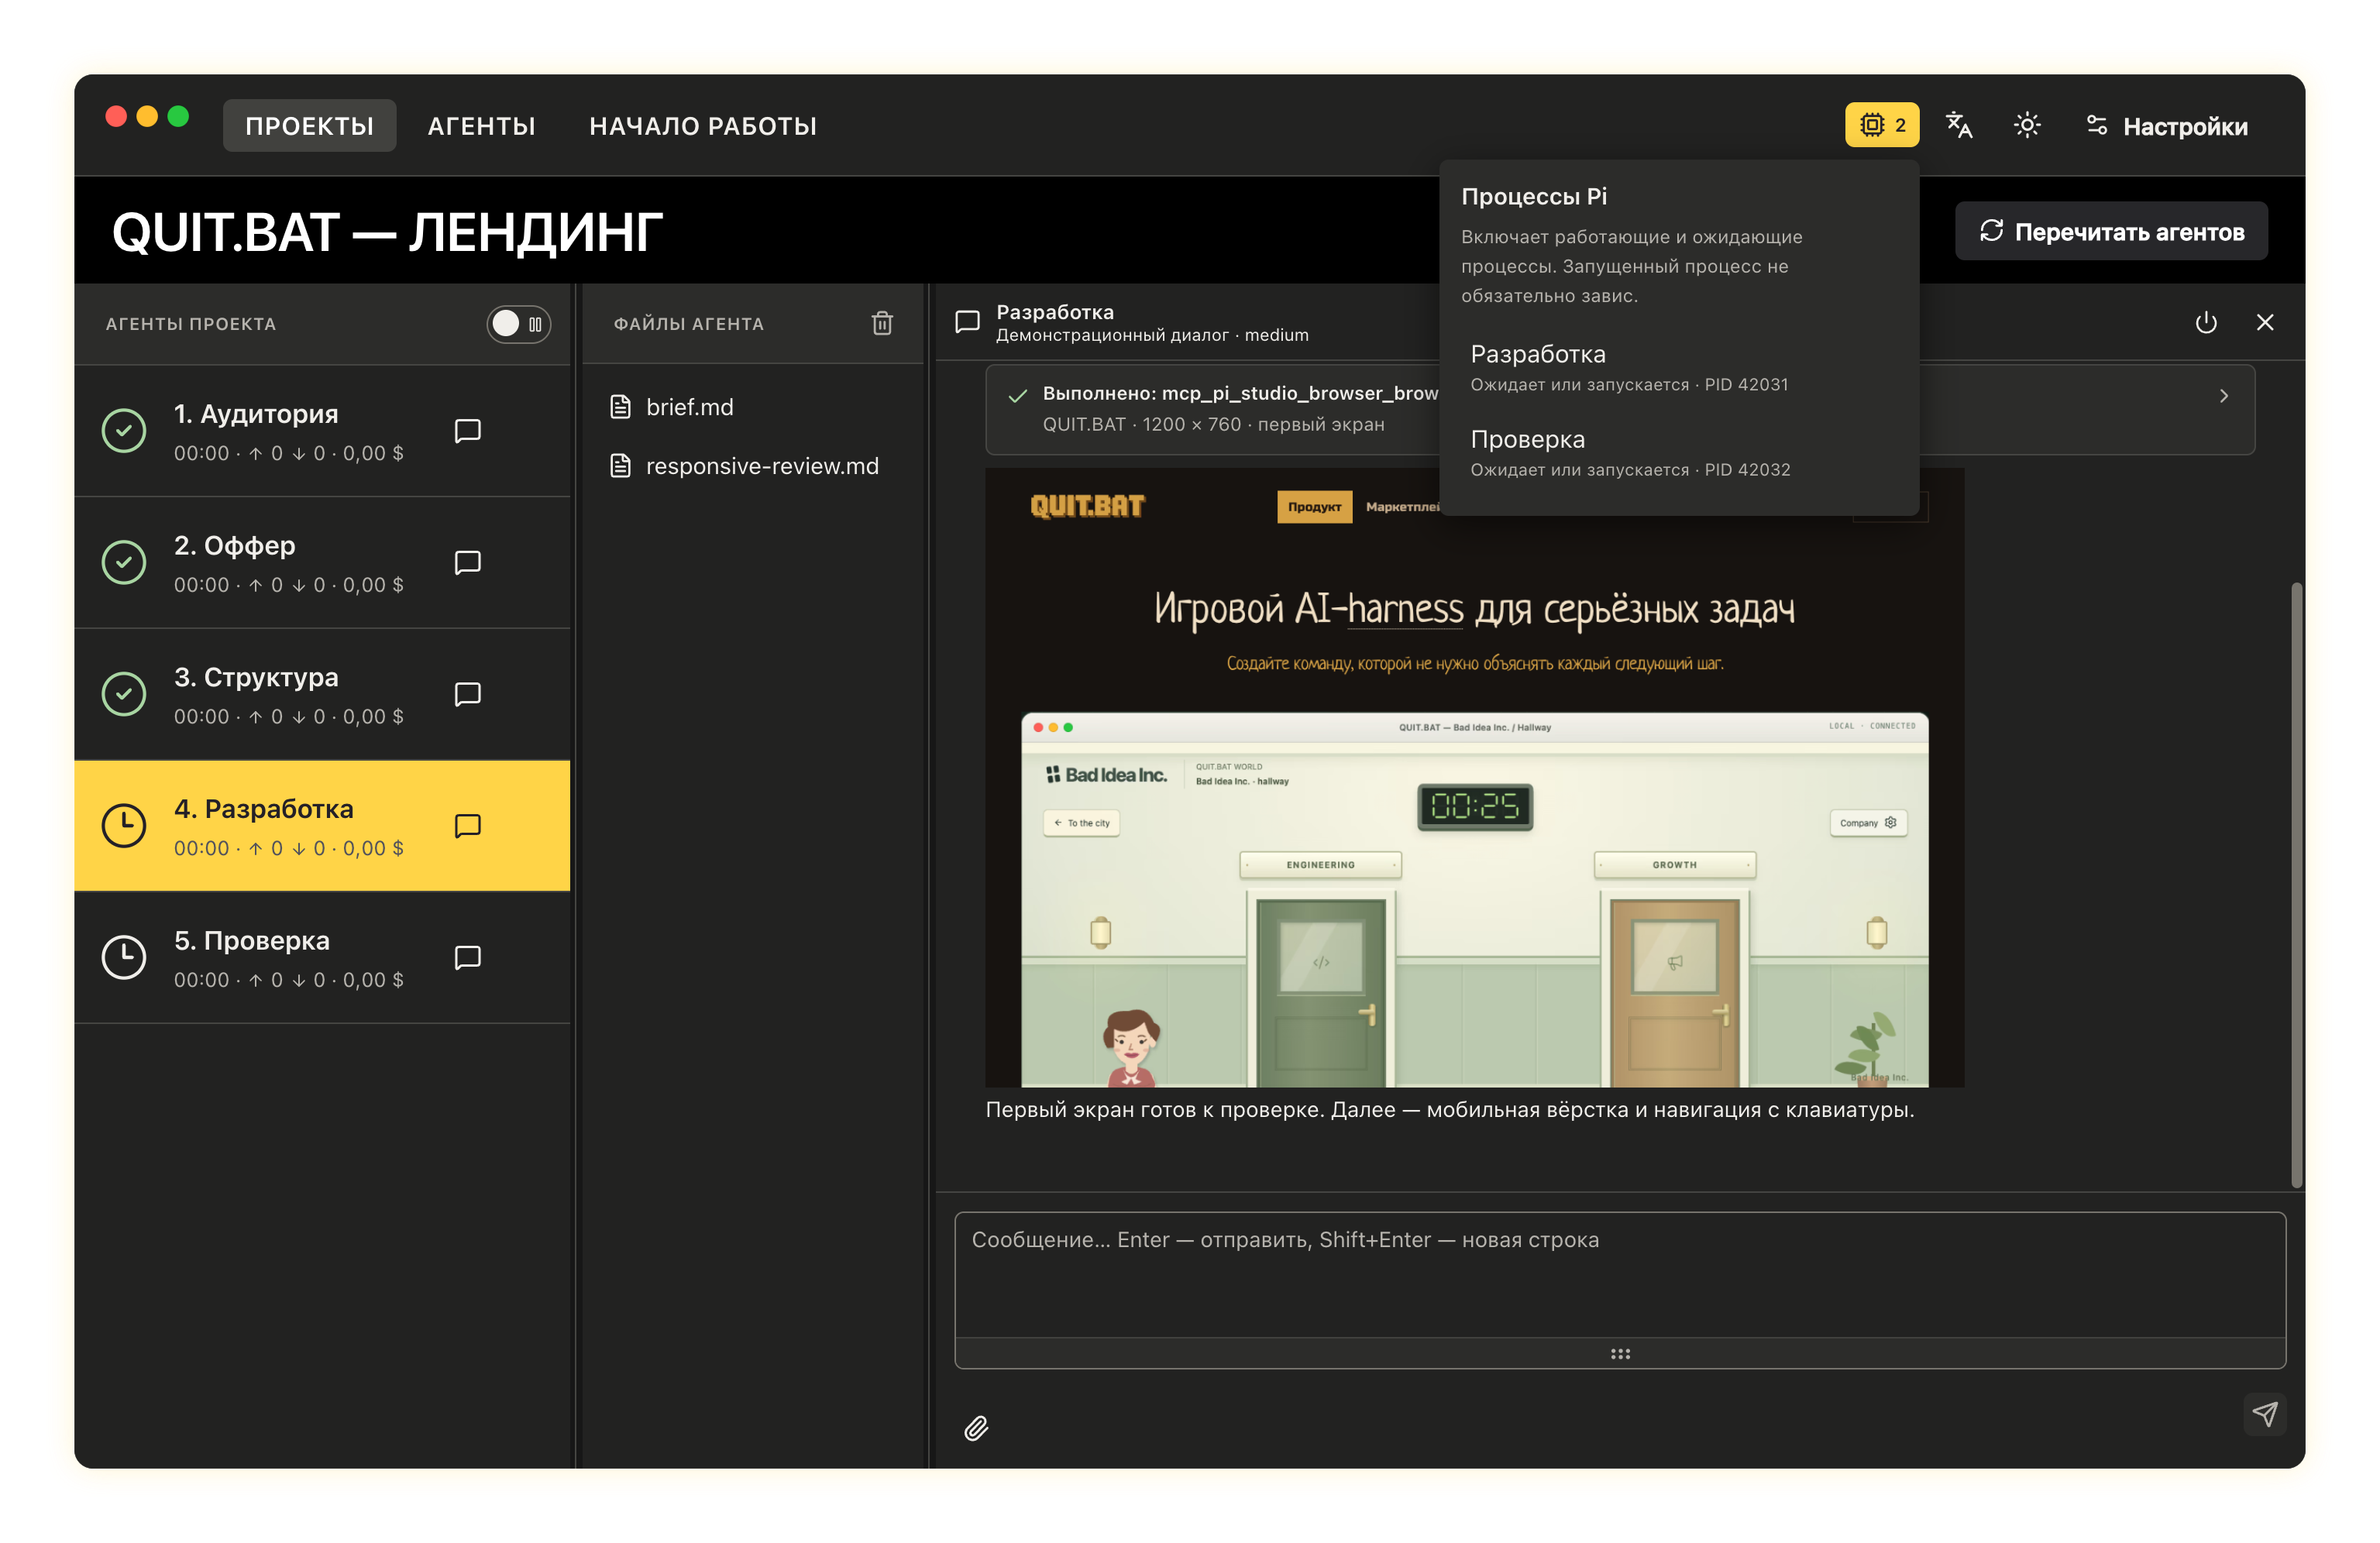 ПРОЕКТЫ
АГЕНТЫ
НАЧАЛО РАБОТЫ
2
Настройки
QUIT.BAT — ЛЕНДИНГ
Перечитать агентов
Процессы Pi
Включает работающие и ожидающие
процессы. Запущенный процесс не
обязательно завис.
Разработка
Ожидает или запускается · PID 42031
Проверка
Ожидает или запускается · PID 42032
АГЕНТЫ ПРОЕКТА
1. Аудитория
00:00 · ↑ 0 ↓ 0 · 0,00 $
2. Оффер
00:00 · ↑ 0 ↓ 0 · 0,00 $
3. Структура
00:00 · ↑ 0 ↓ 0 · 0,00 $
4. Разработка
00:00 · ↑ 0 ↓ 0 · 0,00 $
5. Проверка
00:00 · ↑ 0 ↓ 0 · 0,00 $
ФАЙЛЫ АГЕНТА
brief.md
responsive-review.md
Разработка
Демонстрационный диалог · medium
Выполнено: mcp_pi_studio_browser_brow
QUIT.BAT · 1200 × 760 · первый экран
QUIT.BAT
Продукт
Маркетплей
Игровой AI-harness для серьёзных задач
Создайте команду, которой не нужно объяснять каждый следующий шаг.
QUIT.BAT — Bad Idea Inc. / Hallway
LOCAL · CONNECTED
Bad Idea Inc.
QUIT.BAT WORLD
Bad Idea Inc. · hallway
00:25
← To the city
Company
ENGINEERING
GROWTH
</>
Bad Idea Inc.
Первый экран готов к проверке. Далее — мобильная вёрстка и навигация с клавиатуры.
Сообщение... Enter — отправить, Shift+Enter — новая строка